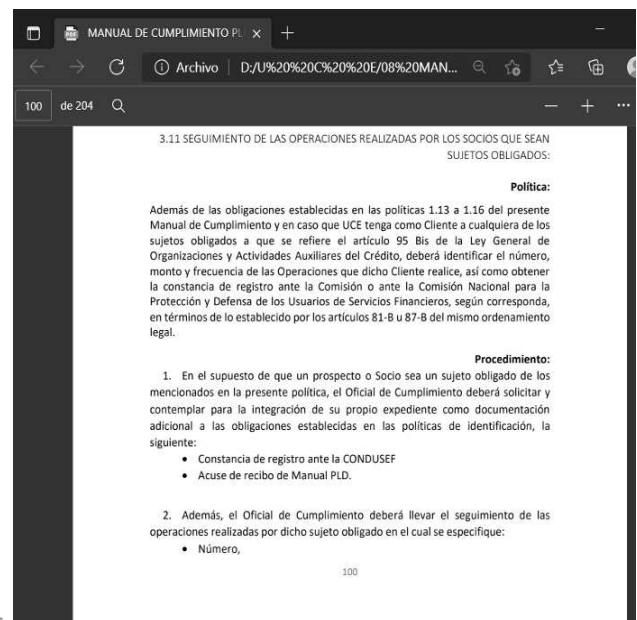 MANUAL DE CUMPLIMIENTO PL
Archivo D:/U%20%20C%20%20E/08%20MAN...
100 de 204
3.11 SEGUIMIENTO DE LAS OPERACIONES REALIZADAS POR LOS SOCIOS QUE SEAN
SUJETOS OBLIGADOS:
Política:
Además de las obligaciones establecidas en las políticas 1.13 a 1.16 del presente
Manual de Cumplimiento y en caso que UCE tenga como Cliente a cualquiera de los
sujetos obligados a que se refiere el artículo 95 Bis de la Ley General de
Organizaciones y Actividades Auxiliares del Crédito, deberá identificar el número,
monto y frecuencia de las Operaciones que dicho Cliente realice, así como obtener
la constancia de registro ante la Comisión o ante la Comisión Nacional para la
Protección y Defensa de los Usuarios de Servicios Financieros, según corresponda,
en términos de lo establecido por los artículos 81-B u 87-B del mismo ordenamiento
legal.
Procedimiento:
1. En el supuesto de que un prospecto o Socio sea un sujeto obligado de los
mencionados en la presente política, el Oficial de Cumplimiento deberá solicitar y
contemplar para la integración de su propio expediente como documentación
adicional a las obligaciones establecidas en las políticas de identificación, la
siguiente:
• Constancia de registro ante la CONDUSEF
• Acuse de recibo de Manual PLD.
2. Además, el Oficial de Cumplimiento deberá llevar el seguimiento de las
operaciones realizadas por dicho sujeto obligado en el cual se especifique:
• Número,
100